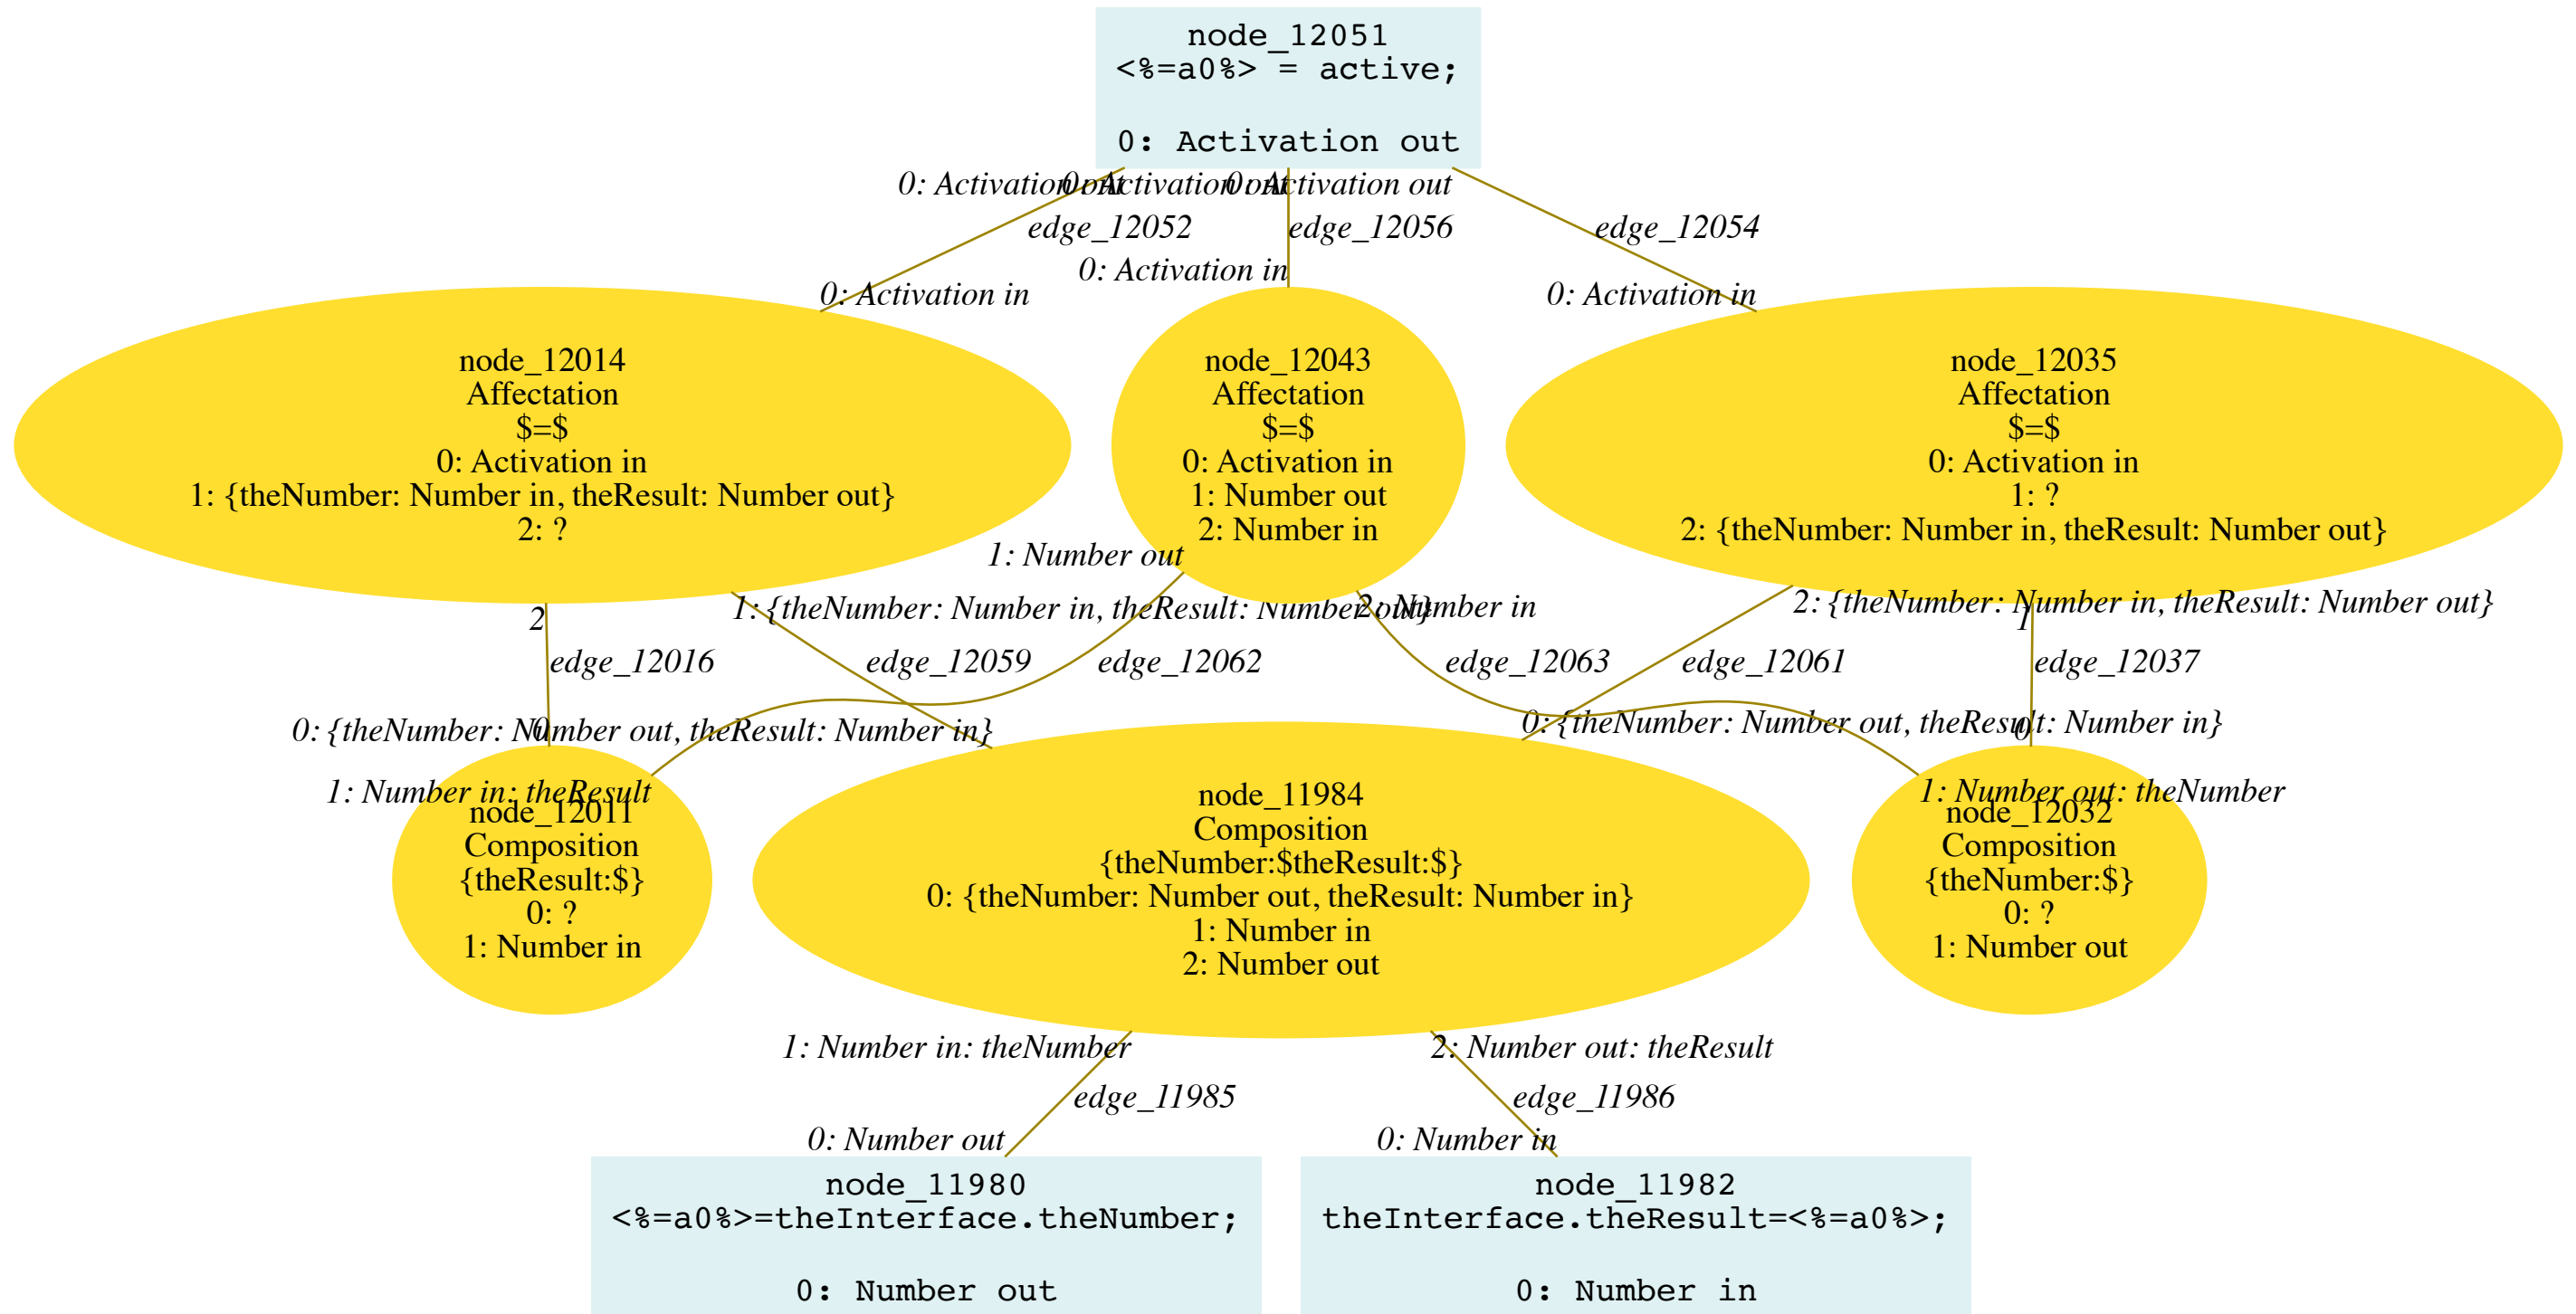 node_12051
<%=a0%> = active;
0: Activation out
0: Activation out
0: Activation out
0: Activation out
edge_12052
edge_12056
edge_12054
0: Activation in
0: Activation in
0: Activation in
node_12014
Affectation
$=$
0: Activation in
1: {theNumber: Number in, theResult: Number out}
2: ?
node_12043
Affectation
$=$
0: Activation in
1: Number out
2: Number in
node_12035
Affectation
$=$
0: Activation in
1: ?
2: {theNumber: Number in, theResult: Number out}
1: Number out
2
1: {theNumber: Number in, theResult: Number out}
2: Number in
2: {theNumber: Number in, theResult: Number out}
1
edge_12016
edge_12059
edge_12062
edge_12063
edge_12061
edge_12037
0: {theNumber: Number out, theResult: Number in}
0
0: {theNumber: Number out, theResult: Number in}
0
1: Number in: theResult
1: Number out: theNumber
node_12011
Composition
{theResult:$}
0: ?
1: Number in
node_11984
Composition
{theNumber:$theResult:$}
0: {theNumber: Number out, theResult: Number in}
1: Number in
2: Number out
node_12032
Composition
{theNumber:$}
0: ?
1: Number out
1: Number in: theNumber
2: Number out: theResult
edge_11985
edge_11986
0: Number out
0: Number in
node_11980
<%=a0%>=theInterface.theNumber;
0: Number out
node_11982
theInterface.theResult=<%=a0%>;
0: Number in